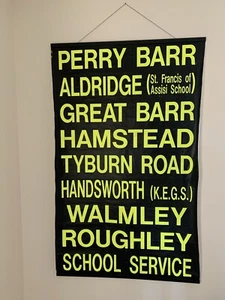 PERRY BARR
ALDRIDGE (St. Francis of Assisi School)
GREAT BARR
HAMSTEAD
TYBURN ROAD
HANDSWORTH (K.E.G.S.)
WALMLEY
ROUGHLEY
SCHOOL SERVICE